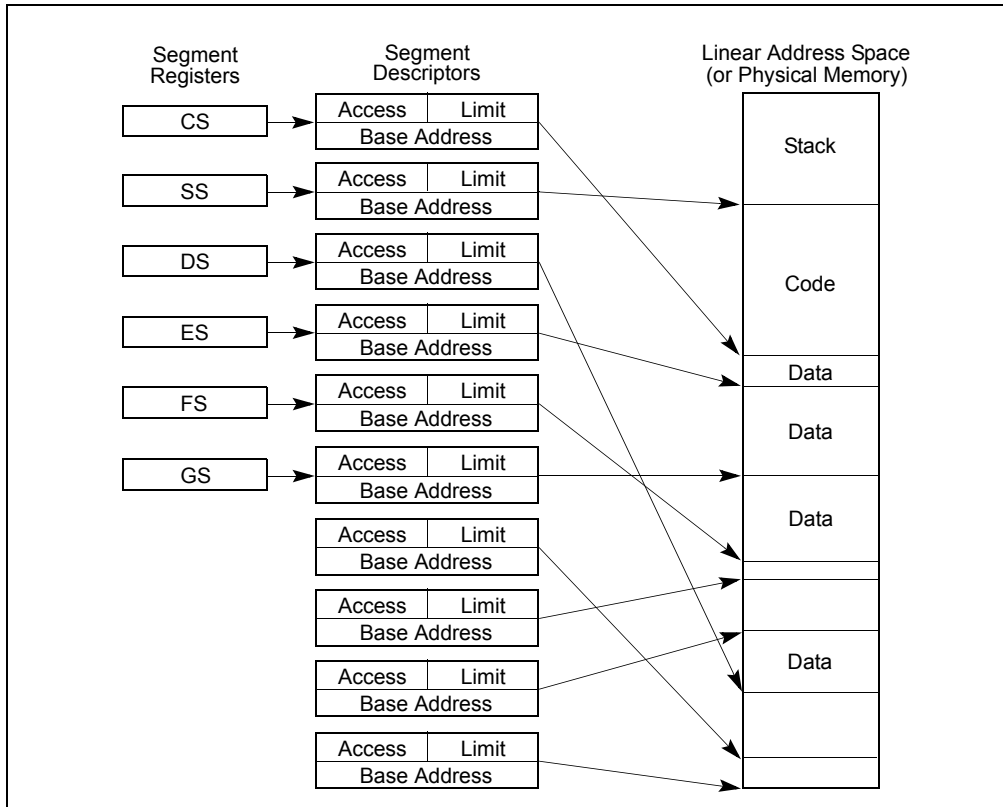 Segment
Registers
Segment
Descriptors
Linear Address Space
(or Physical Memory)
CS
Access Limit
Base Address
Stack
SS
Access Limit
Base Address
DS
Access Limit
Base Address
Code
ES
Access Limit
Base Address
Data
FS
Access Limit
Base Address
Data
GS
Access Limit
Base Address
Data
Access Limit
Base Address
Access Limit
Base Address
Access Limit
Base Address
Data
Access Limit
Base Address